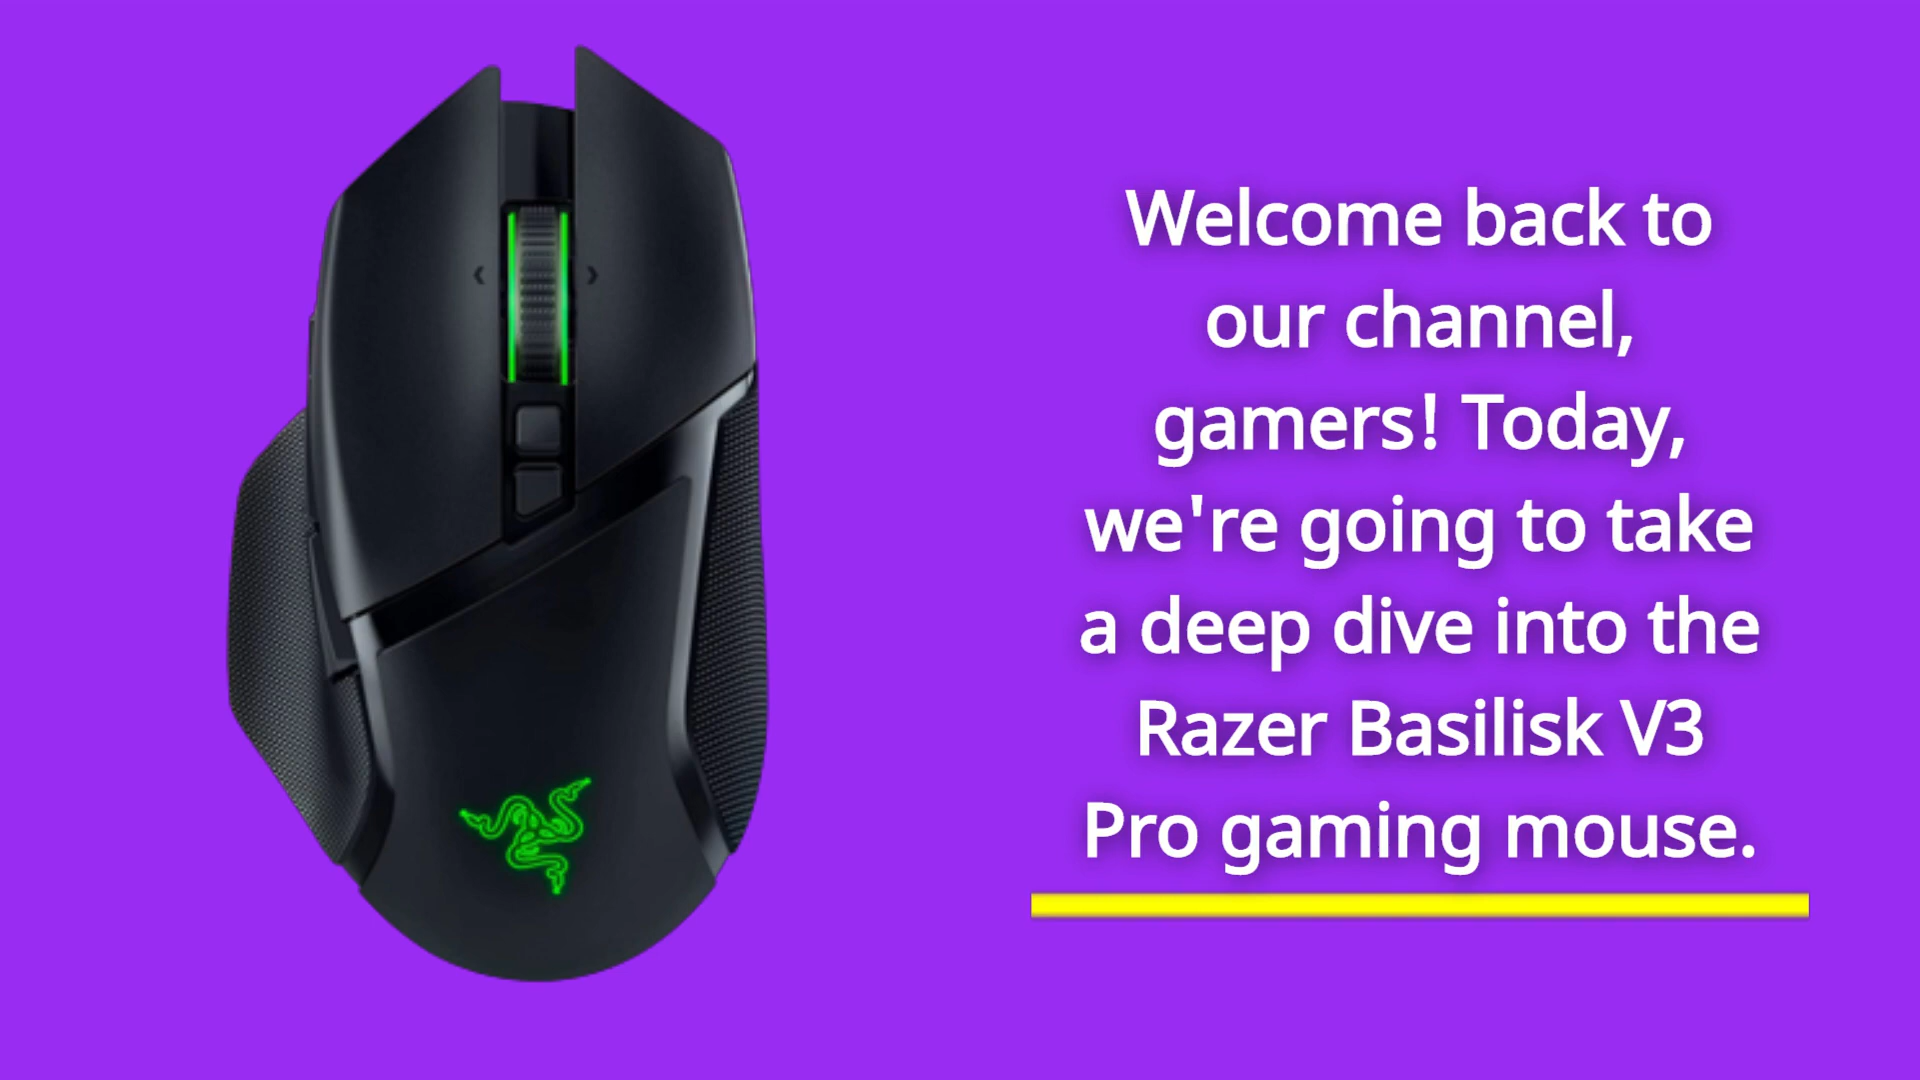 Welcome back to
our channel,
gamers! Today,
we're going to take
a deep dive into the
Razer Basilisk V3
Pro gaming mouse.